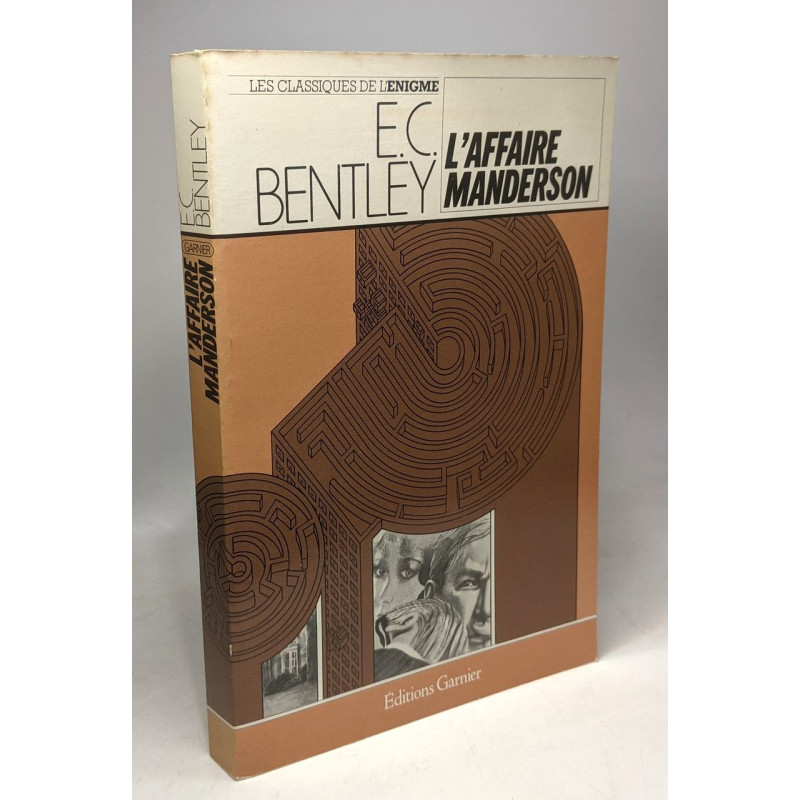 LES CLASSIQUES DE L'ENIGME
E.C.
BENTLEY
L'AFFAIRE
MANDERSON
Éditions Garnier
E.C.
BENTLEY
GARNIER
L'AFFAIRE
MANDERSON